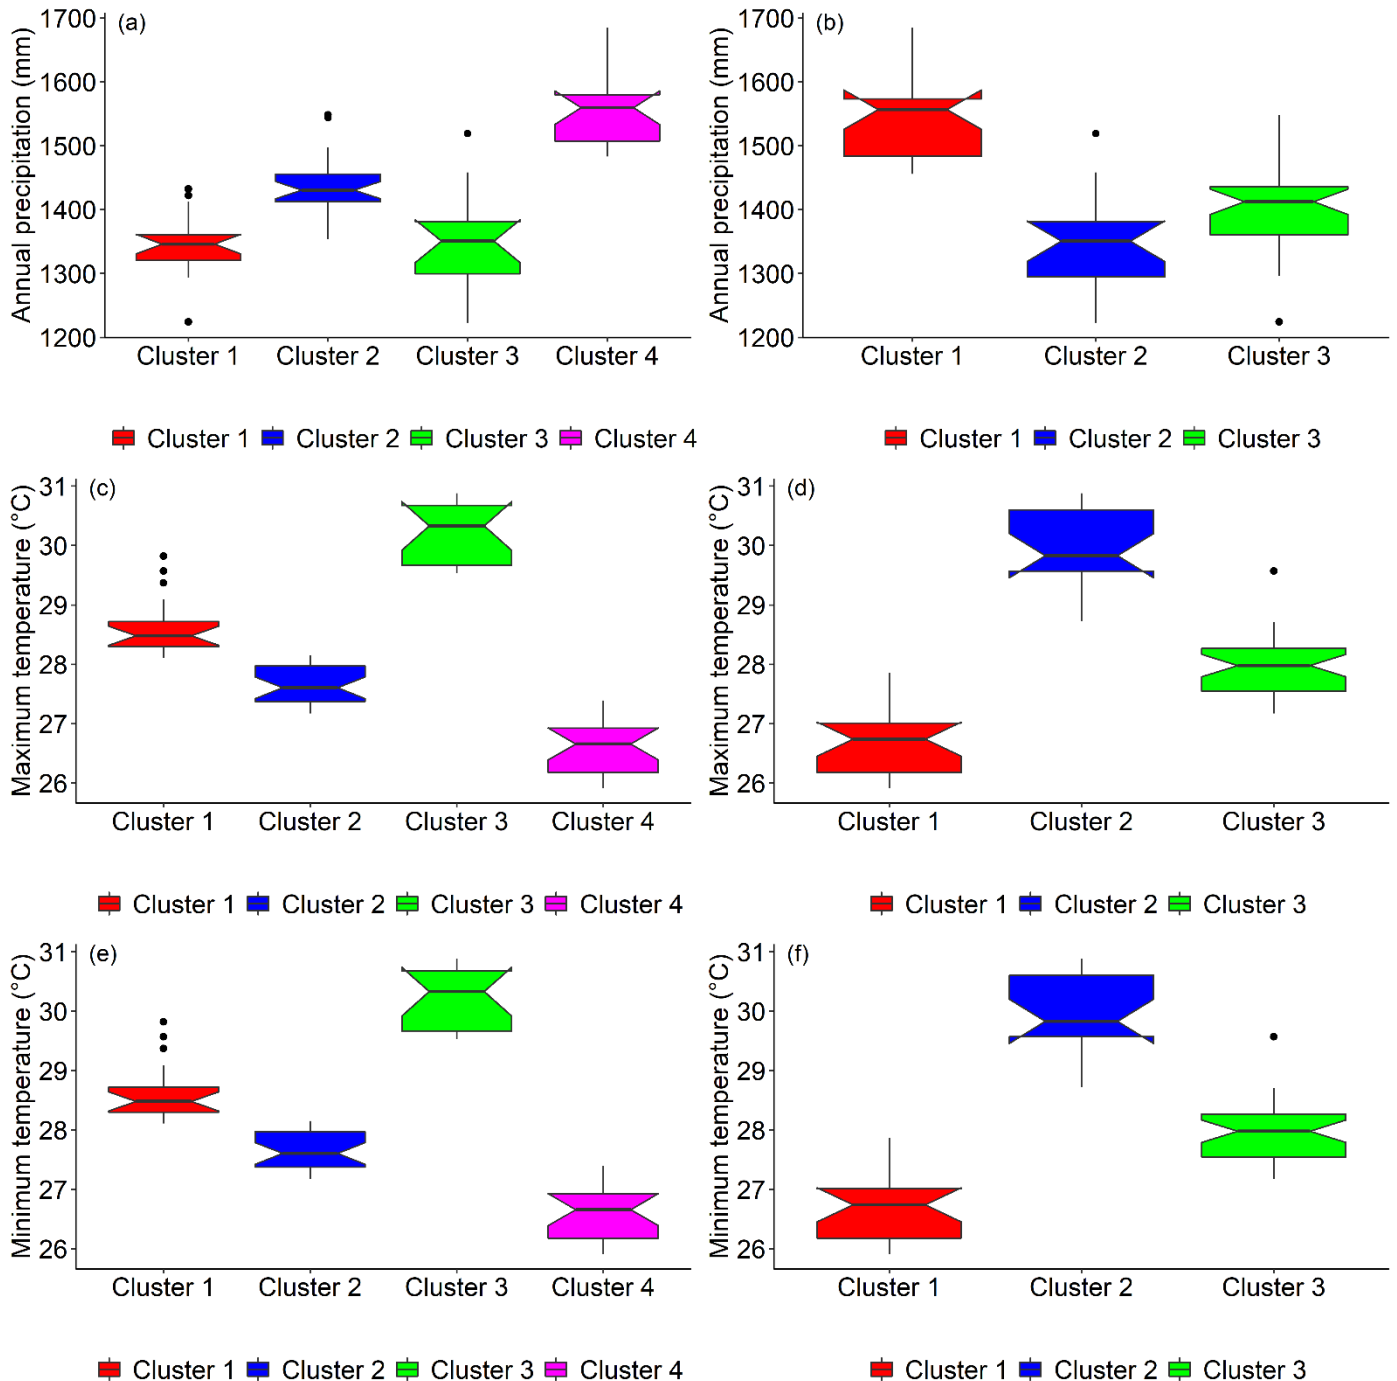 (a)
Annual precipitation (mm)
1700
1600
1500
1400
1300
1200
Cluster 1 Cluster 2 Cluster 3 Cluster 4
Cluster 1 Cluster 2 Cluster 3 Cluster 4
(b)
Annual precipitation (mm)
1700
1600
1500
1400
1300
1200
Cluster 1 Cluster 2 Cluster 3
Cluster 1 Cluster 2 Cluster 3
(c)
Maximum temperature (°C)
31
30
29
28
27
26
Cluster 1 Cluster 2 Cluster 3 Cluster 4
Cluster 1 Cluster 2 Cluster 3 Cluster 4
(d)
Maximum temperature (°C)
31
30
29
28
27
26
Cluster 1 Cluster 2 Cluster 3
Cluster 1 Cluster 2 Cluster 3
(e)
Minimum temperature (°C)
31
30
29
28
27
26
Cluster 1 Cluster 2 Cluster 3 Cluster 4
Cluster 1 Cluster 2 Cluster 3 Cluster 4
(f)
Minimum temperature (°C)
31
30
29
28
27
26
Cluster 1 Cluster 2 Cluster 3
Cluster 1 Cluster 2 Cluster 3